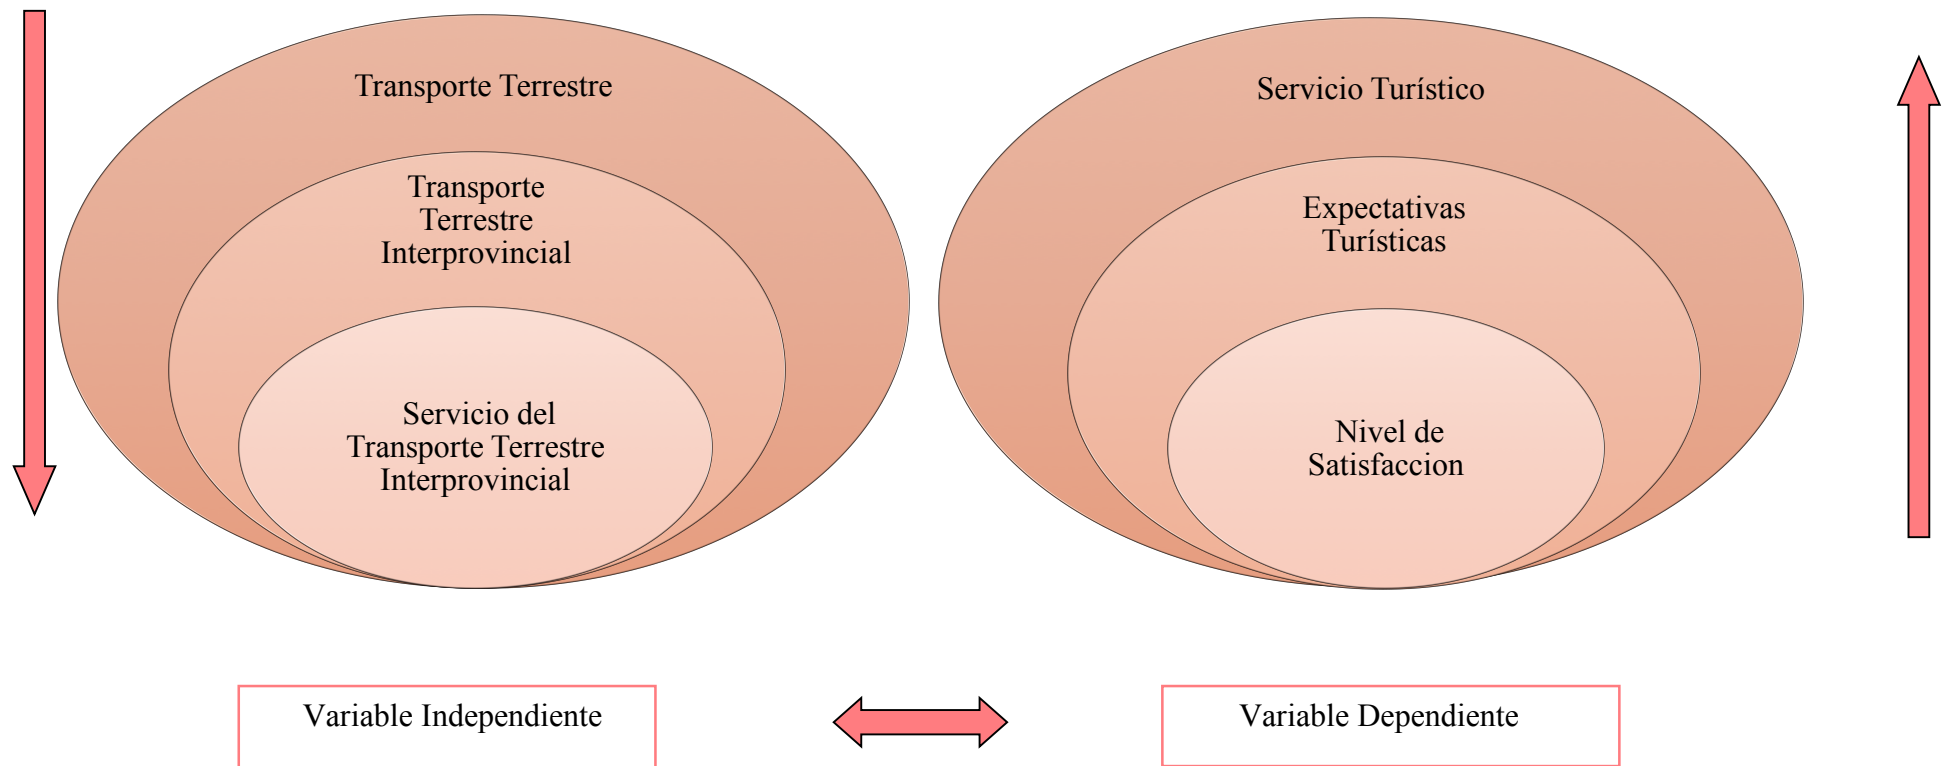 Transporte Terrestre
Transporte
Terrestre
Interprovincial
Servicio del
Transporte Terrestre
Interprovincial
Servicio Turístico
Expectativas
Turísticas
Nivel de
Satisfaccion
Variable Independiente
Variable Dependiente